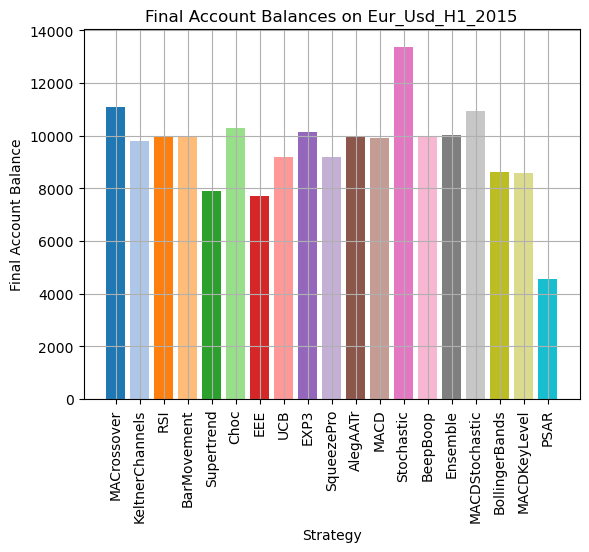 Final Account Balances on Eur_Usd_H1_2015
Final Account Balance
14000
12000
10000
8000
6000
4000
2000
0
MACrossover
KeltnerChannels
RSI
BarMovement
Supertrend
Choc
EEE
UCB
EXP3
SqueezePro
AlegAATr
MACD
Stochastic
BeepBoop
Ensemble
MACDStochastic
BollingerBands
MACDKeyLevel
PSAR
Strategy